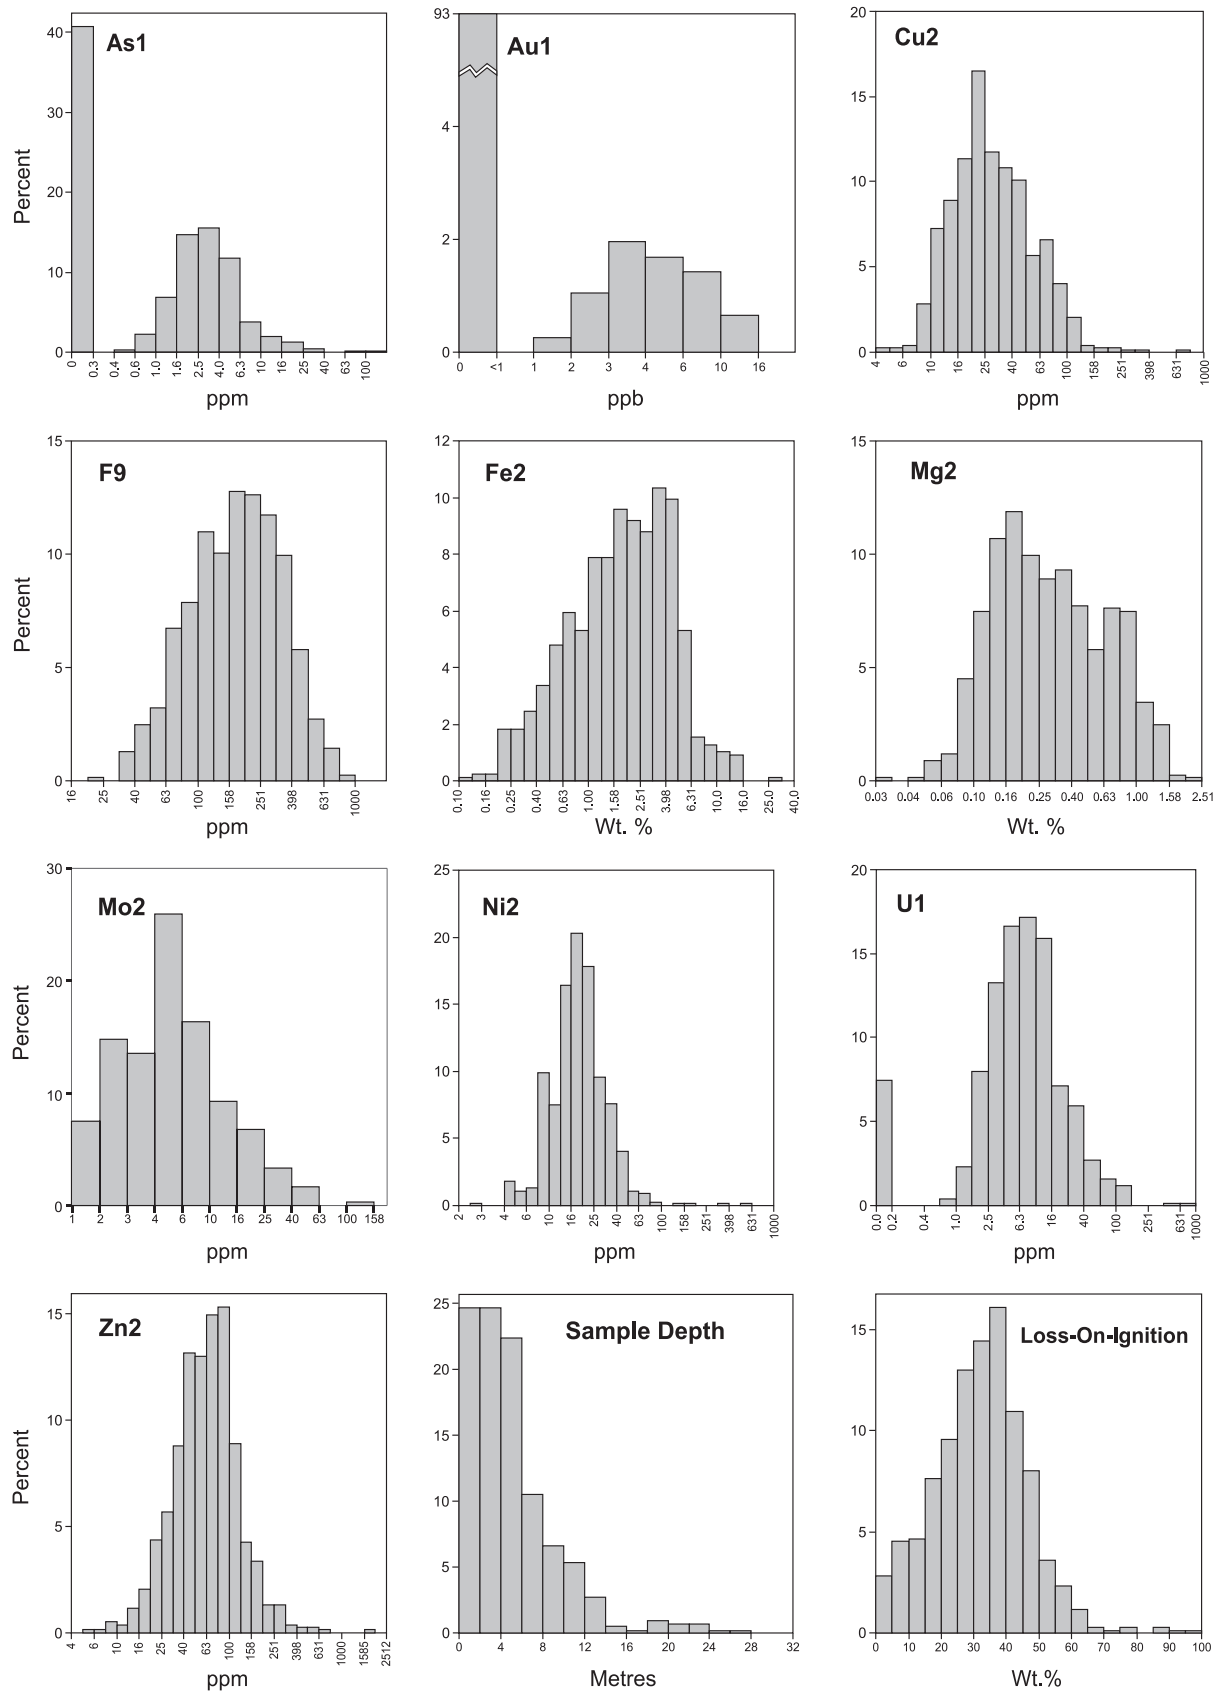 As1
Percent
40
30
20
10
0
0 0.3 0.4 0.6 1.0 1.6 2.5 4.0 6.3 10 16 25 40 63 100
ppm
Au1
93
4
2
0
0 <1 1 2 3 4 6 10 16
ppb
Cu2
20
15
10
5
0
4 6 10 16 25 40 63 100 158 251 398 631 1000
ppm
F9
Percent
15
10
5
0
16 25 40 63 100 158 251 398 631 1000
ppm
Fe2
12
10
8
6
4
2
0
0.10 0.16 0.25 0.40 0.63 1.00 1.58 2.51 3.98 6.31 10.0 16.0 25.0 40.0
Wt. %
Mg2
15
10
5
0
0.03 0.04 0.06 0.10 0.16 0.25 0.40 0.63 1.00 1.58 2.51
Wt. %
Mo2
Percent
30
20
10
0
1 2 3 4 6 10 16 25 40 63 100 158
ppm
Ni2
25
20
15
10
5
0
2 3 4 6 10 16 25 40 63 100 158 251 398 631 1000
ppm
U1
20
15
10
5
0
0.0 0.2 0.4 1.0 2.5 6.3 16 40 100 251 631 1000
ppm
Zn2
Percent
15
10
5
0
4 6 10 16 25 40 63 100 158 251 398 631 1000 1585 2512
ppm
Sample Depth
25
20
15
10
5
0
0 4 8 12 16 20 24 28 32
Metres
Loss-On-Ignition
15
10
5
0
0 10 20 30 40 50 60 70 80 90 100
Wt.%